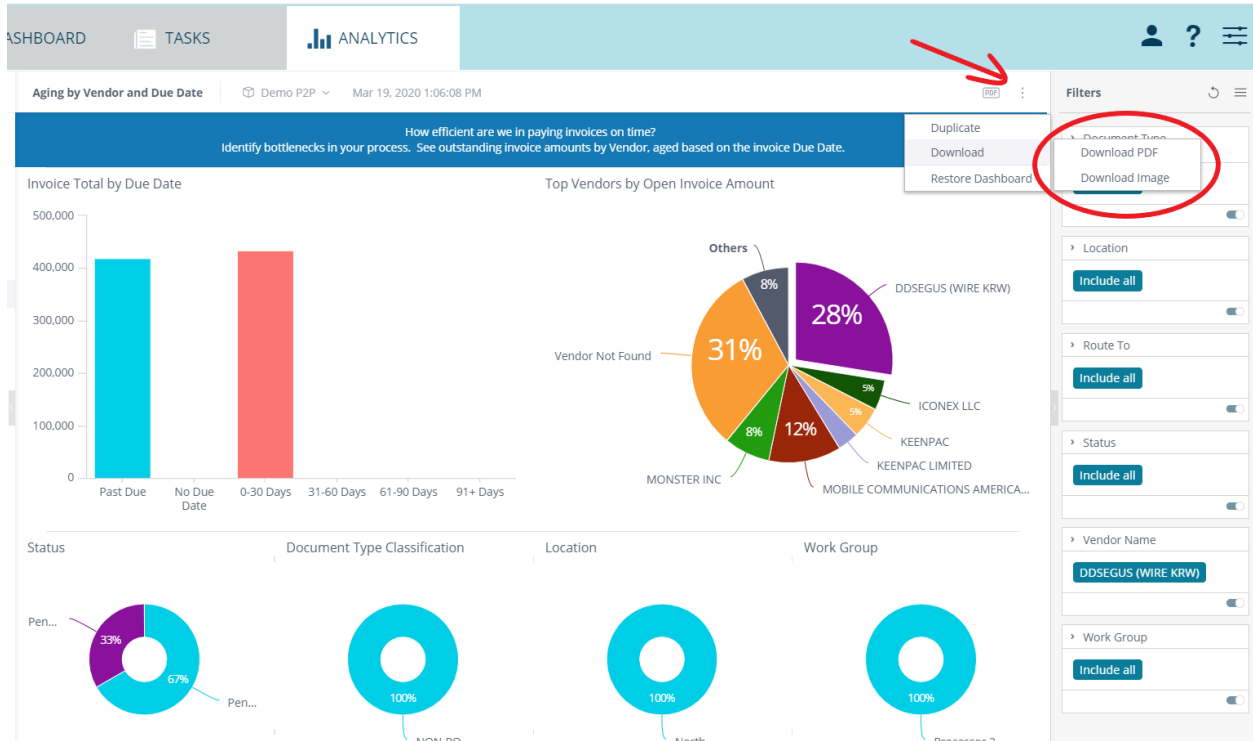 ASHBOARD
TASKS
ANALYTICS
?
Aging by Vendor and Due Date
Demo P2P
Mar 19, 2020 1:06:08 PM
PDF
Filters
How efficient are we in paying invoices on time?
Identify bottlenecks in your process. See outstanding invoice amounts by Vendor, aged based on the invoice Due Date.
Duplicate
Download
Restore Dashboard
Document Type
Download PDF
Download Image
Invoice Total by Due Date
500,000
400,000
300,000
200,000
100,000
0
Past Due
No Due
Date
0-30 Days
31-60 Days
61-90 Days
91+ Days
Top Vendors by Open Invoice Amount
Others
8%
DDSEGUS (WIRE KRW)
28%
Vendor Not Found
31%
5%
ICONEX LLC
5%
KEENPAC
KEENPAC LIMITED
12%
MOBILE COMMUNICATIONS AMERICA...
8%
MONSTER INC
Location
Include all
Route To
Include all
Status
Include all
Vendor Name
DDSEGUS (WIRE KRW)
Work Group
Include all
Status
Pen...
33%
67%
Pen...
Document Type Classification
100%
NON PO
Location
100%
North
Work Group
100%
Processor 2